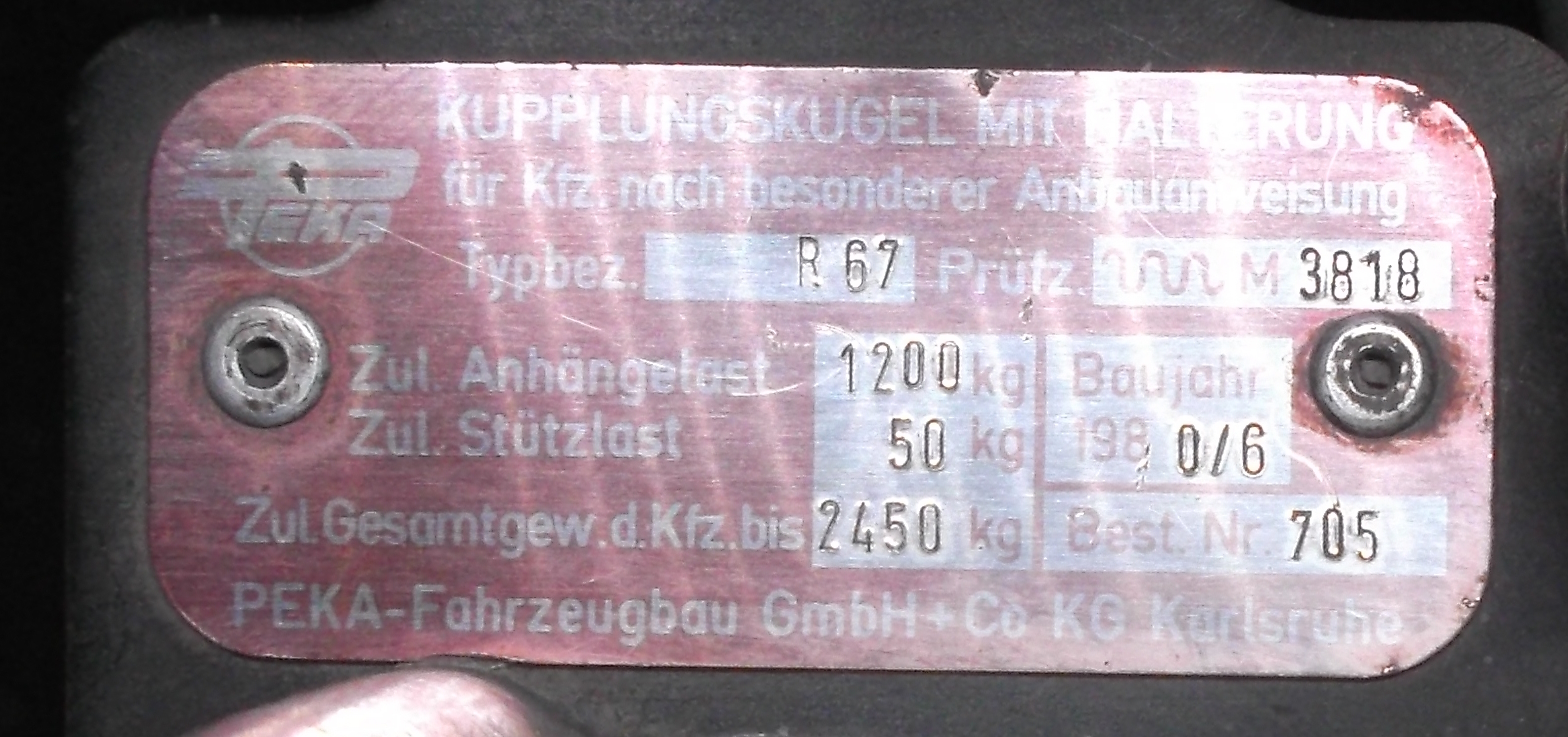 KUPPLUNGSKUGEL MIT HALTERUNG
für Kfz. nach besonderer Anbauanweisung
PEKA
Typbez. R 67 Prüfz. M 3818
Zul. Anhängelast 1200 kg Baujahr
Zul. Stützlast 50 kg 198 0/6
Zul.Gesamtgew.d.Kfz.bis 2450 kg Best. Nr. 705
PEKA-Fahrzeugbau GmbH+Co KG Karlsruhe